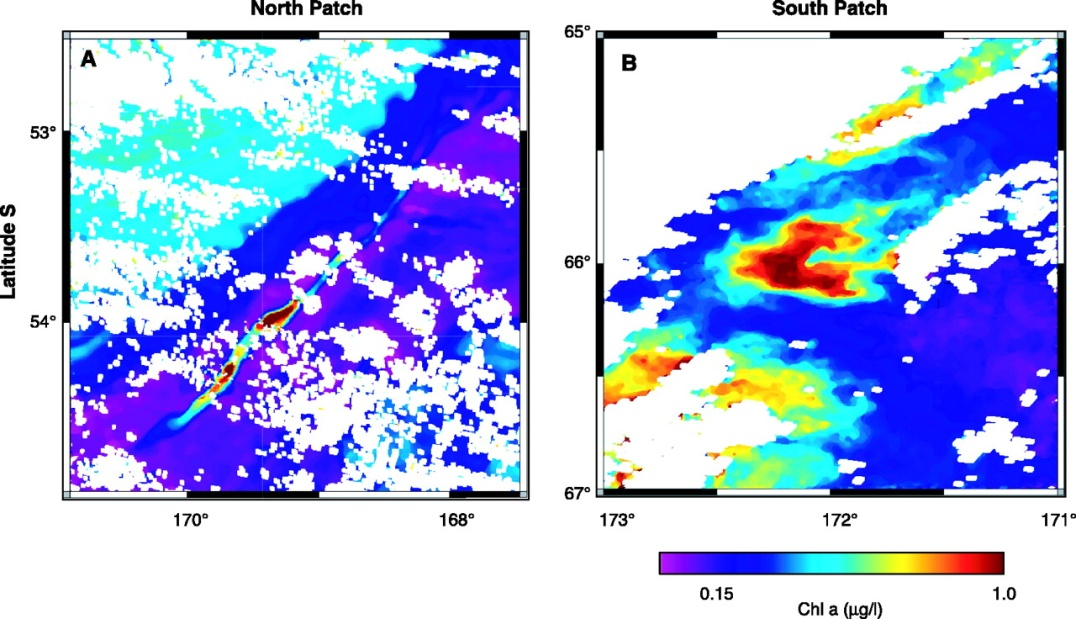 North Patch
South Patch
A
B
Latitude S
53°
54°
65°
66°
67°
170°
168°
173°
172°
171°
0.15
1.0
Chl a (µg/l)